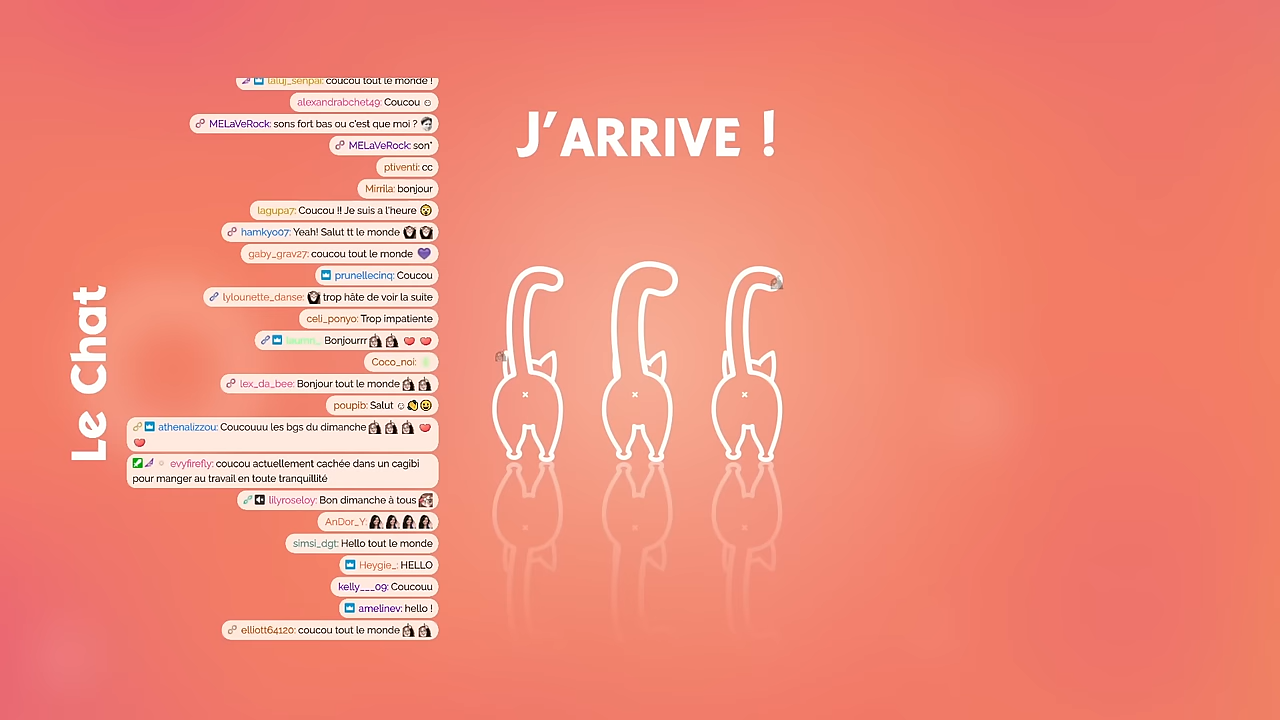 Le Chat
laluj_senpai: coucou tout le monde !
alexandrabchet49: Coucou ☺
MELaVeRock: sons fort bas ou c'est que moi ?
MELaVeRock: son*
ptiventi: cc
Mirrila: bonjour
lagupa7: Coucou !! Je suis a l'heure 😮
hamkyo07: Yeah! Salut tt le monde
gaby_grav27: coucou tout le monde 💜
prunellecinq: Coucou
lylounette_danse: trop hâte de voir la suite
celi_ponyo: Trop impatiente
Bonjourrr
Coco_noi:
lex_da_bee: Bonjour tout le monde
poupib: Salut ☺
athenalizzou: Coucouuu les bgs du dimanche
evyfirefly: coucou actuellement cachée dans un cagibi
pour manger au travail en toute tranquillité
lilyroseloy: Bon dimanche à tous
AnDor_Y:
simsi_dgt: Hello tout le monde
Heygie_: HELLO
kelly___09: Coucouu
amelinev: hello !
elliott64120: coucou tout le monde
J'ARRIVE !